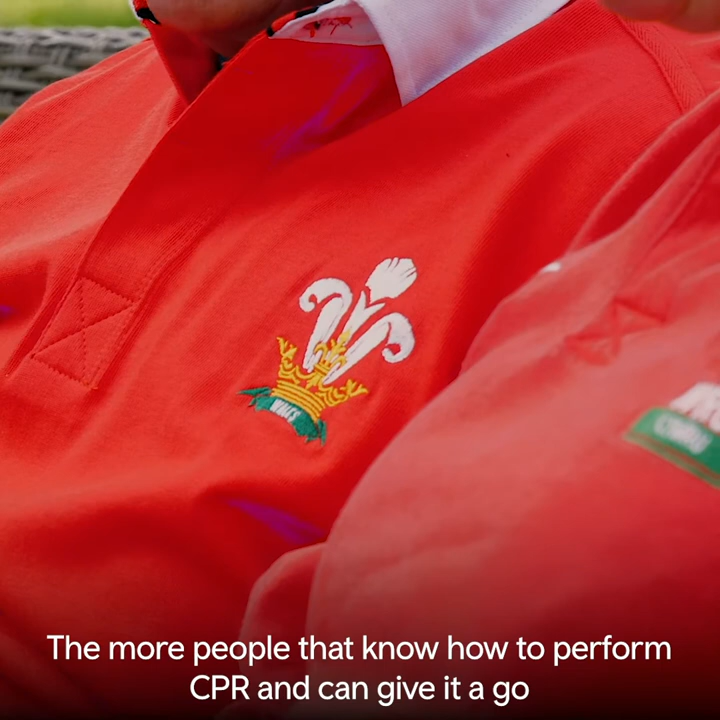 WALES
The more people that know how to perform
CPR and can give it a go